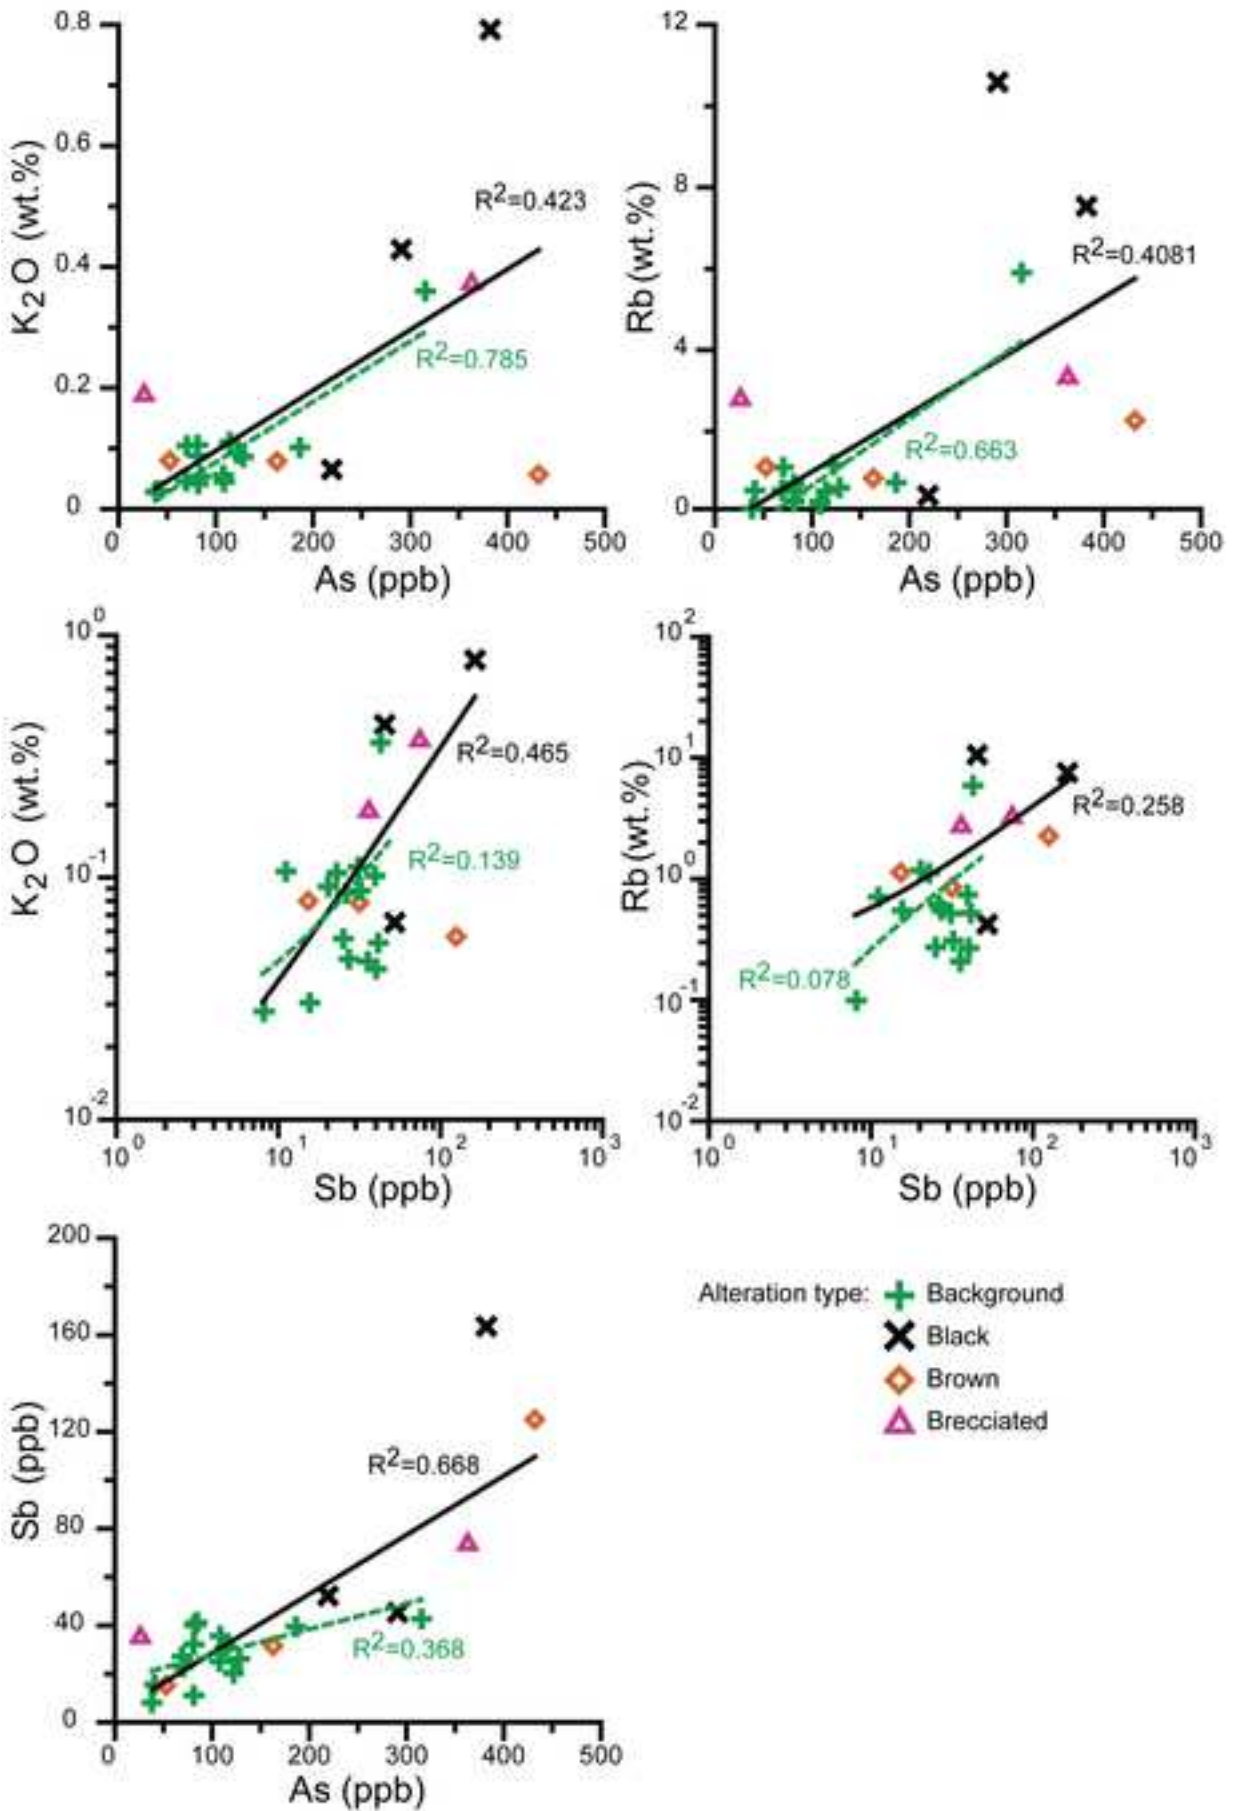 0.8
0.6
0.4
0.2
0
K2O (wt.%)
R2=0.423
R2=0.785
0 100 200 300 400 500
As (ppb)
12
8
4
0
Rb (wt.%)
R2=0.4081
R2=0.663
0 100 200 300 400 500
As (ppb)
10 0
10 -1
10 -2
K2O (wt.%)
R2=0.465
R2=0.139
10 0 10 1 10 2 10 3
Sb (ppb)
10 2
10 1
10 0
10 -1
10 -2
Rb (wt.%)
R2=0.258
R2=0.078
10 0 10 1 10 2 10 3
Sb (ppb)
200
160
120
80
40
0
Sb (ppb)
R2=0.668
R2=0.368
0 100 200 300 400 500
As (ppb)
Alteration type: Background
Black
Brown
Brecciated